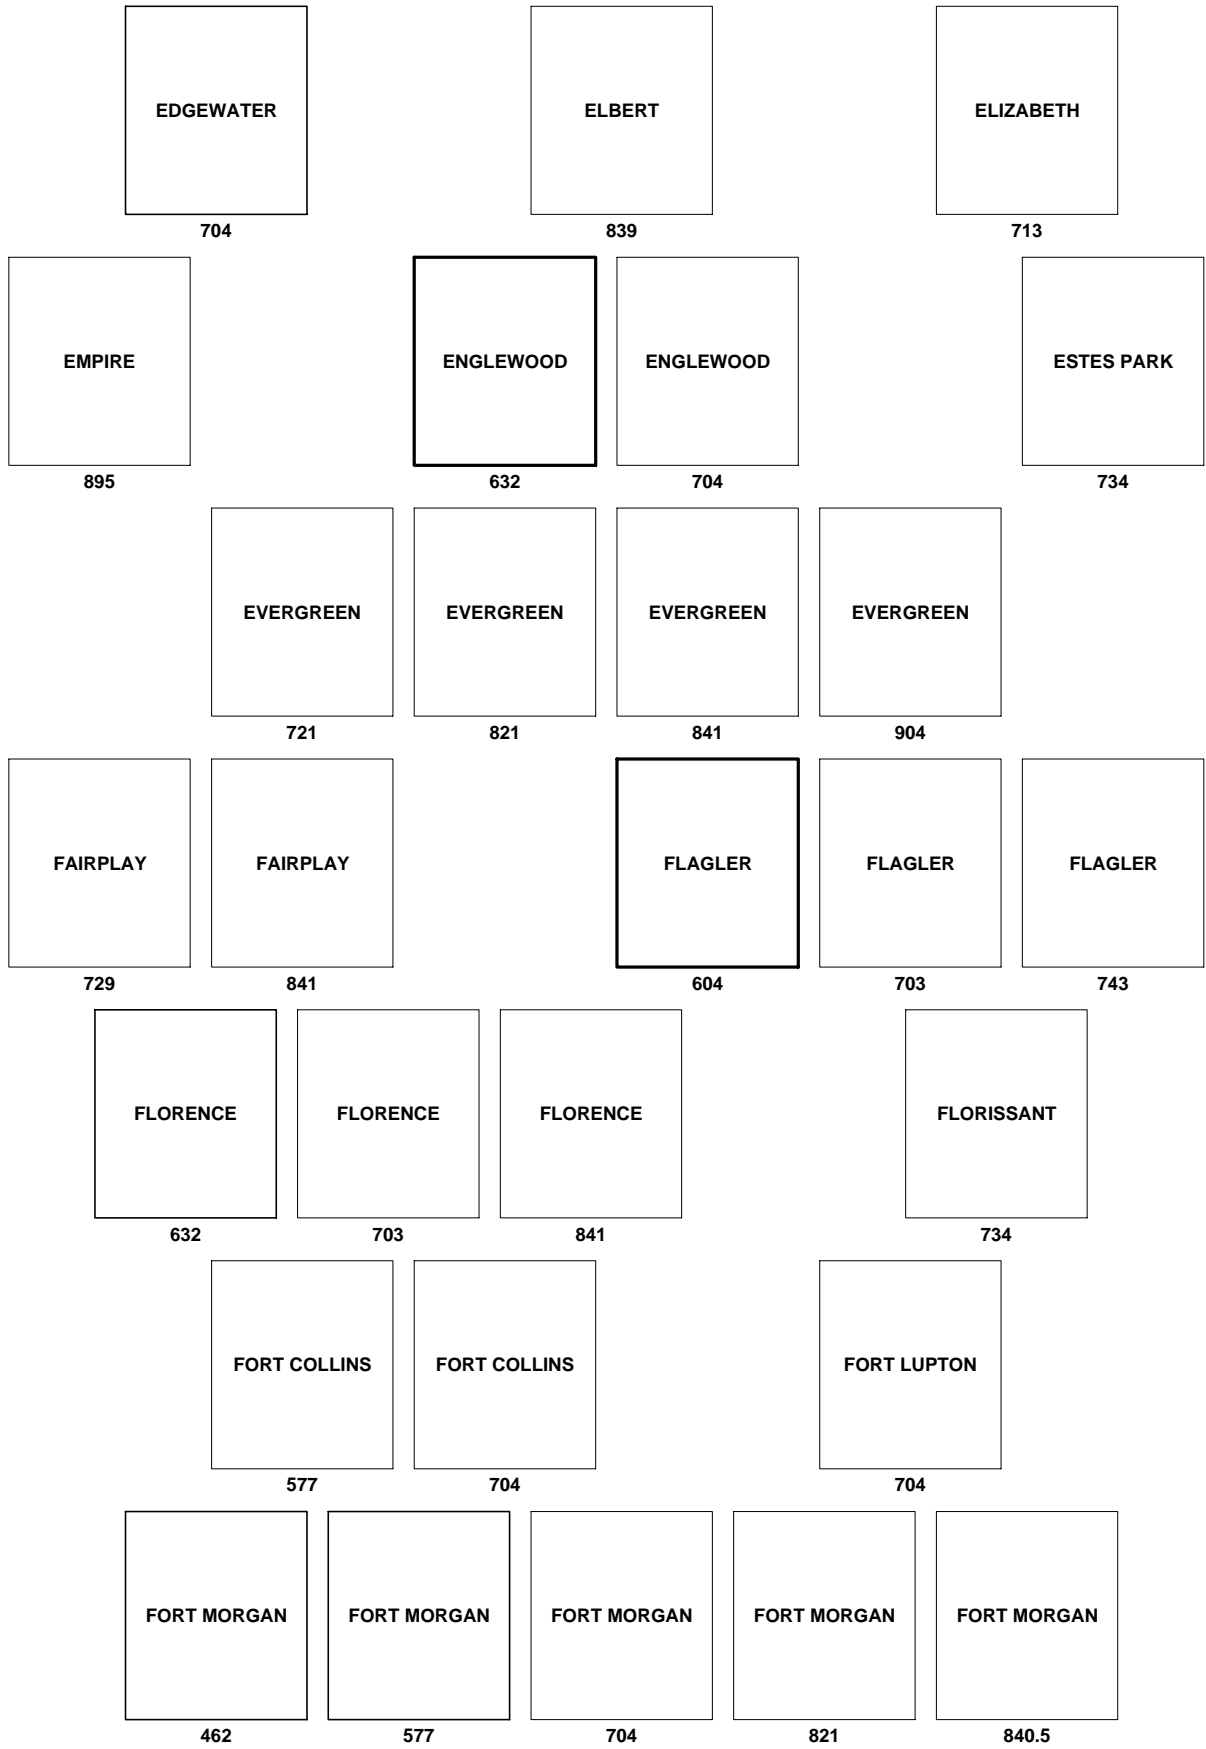 EDGEWATER ELBERT ELIZABETH
704 839 713
EMPIRE ENGLEWOOD ENGLEWOOD ESTES PARK
895 632 704 734
EVERGREEN EVERGREEN EVERGREEN EVERGREEN
721 821 841 904
FAIRPLAY FAIRPLAY FLAGLER FLAGLER FLAGLER
729 841 604 703 743
FLORENCE FLORENCE FLORENCE FLORISSANT
632 703 841 734
FORT COLLINS FORT COLLINS FORT LUPTON
577 704 704
FORT MORGAN FORT MORGAN FORT MORGAN FORT MORGAN FORT MORGAN
462 577 704 821 840.5